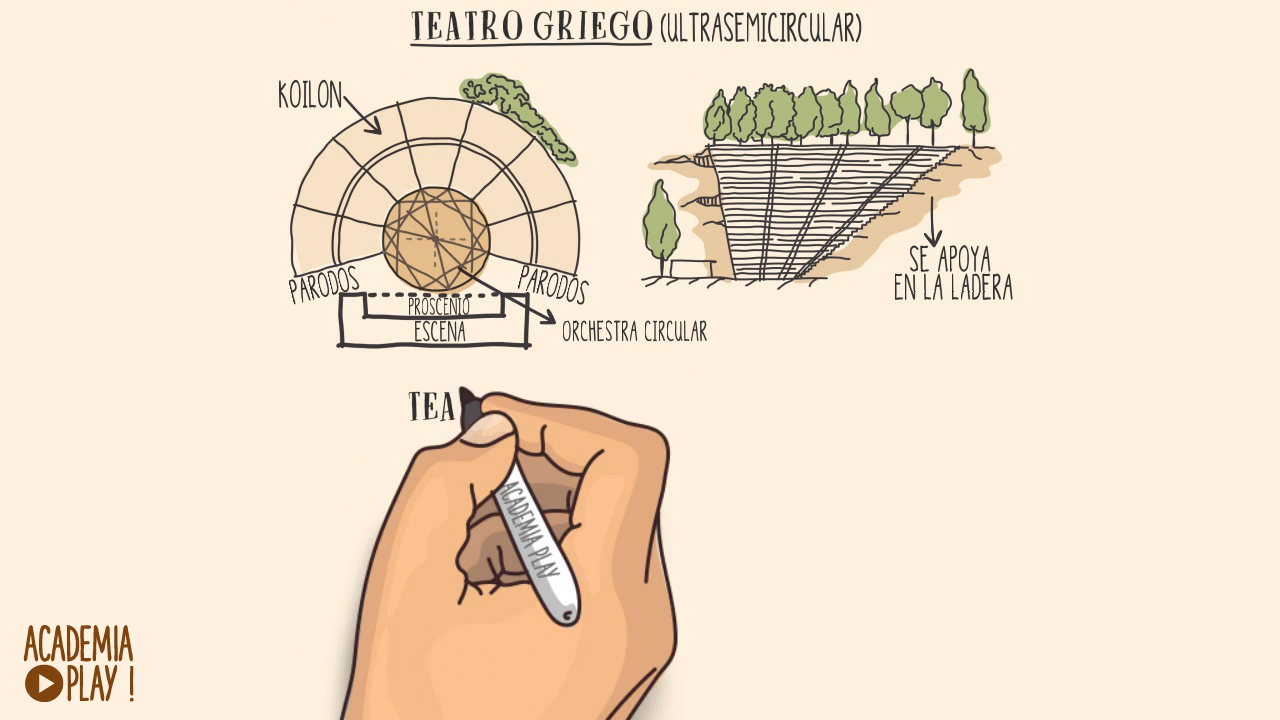 TEATRO GRIEGO (ULTRASEMICIRCULAR)
KOILON
PARODOS
PARODOS
PROSCENIO
ESCENA
ORCHESTRA CIRCULAR
SE APOYA
EN LA LADERA
TEA
ACADEMIA PLAY
ACADEMIA
PLAY !